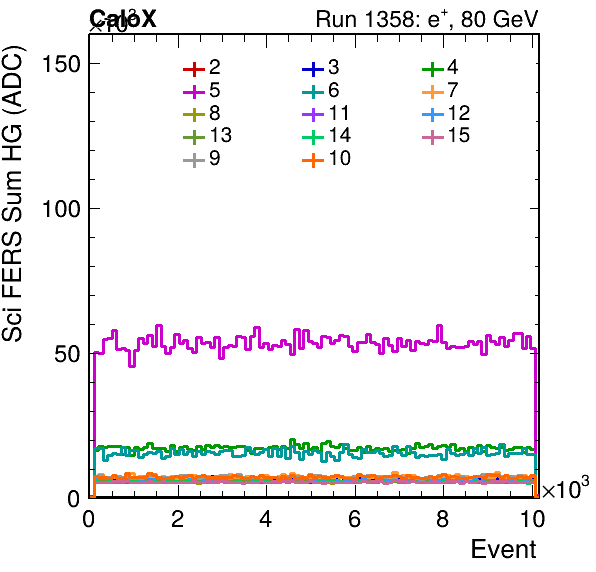 CaloX Run 1358: e+, 80 GeV
×10³
Sci FERS Sum HG (ADC)
150
100
50
0
2 3 4
5 6 7
8 11 12
13 14 15
9 10
0 2 4 6 8 10 ×10³
Event